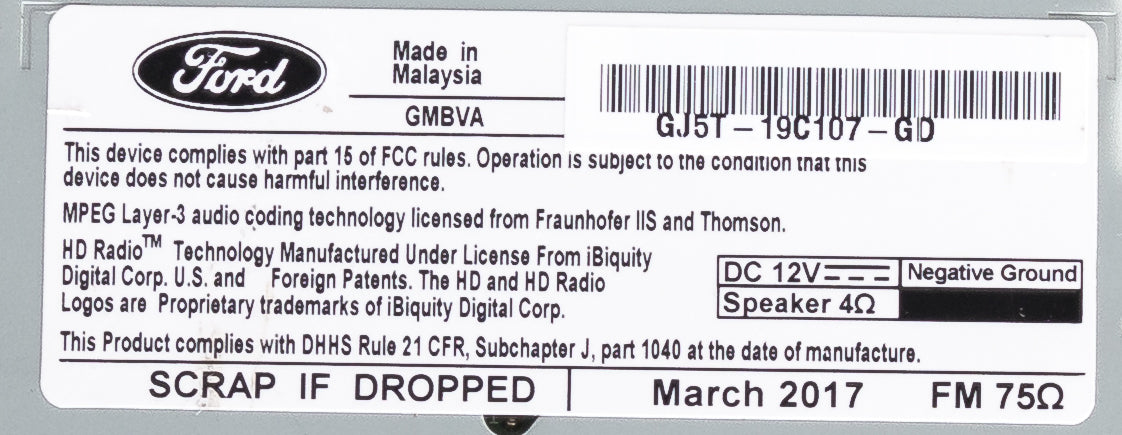 Ford
Made in
Malaysia
GMBVA
GJ5T-19C107-GD
This device complies with part 15 of FCC rules. Operation is subject to the condition that this
device does not cause harmful interference.
MPEG Layer-3 audio coding technology licensed from Fraunhofer IIS and Thomson.
HD Radio™ Technology Manufactured Under License From iBiquity
Digital Corp. U.S. and Foreign Patents. The HD and HD Radio
Logos are Proprietary trademarks of iBiquity Digital Corp.
DC 12V⎓ Negative Ground
Speaker 4Ω
This Product complies with DHHS Rule 21 CFR, Subchapter J, part 1040 at the date of manufacture.
SCRAP IF DROPPED March 2017 FM 75Ω